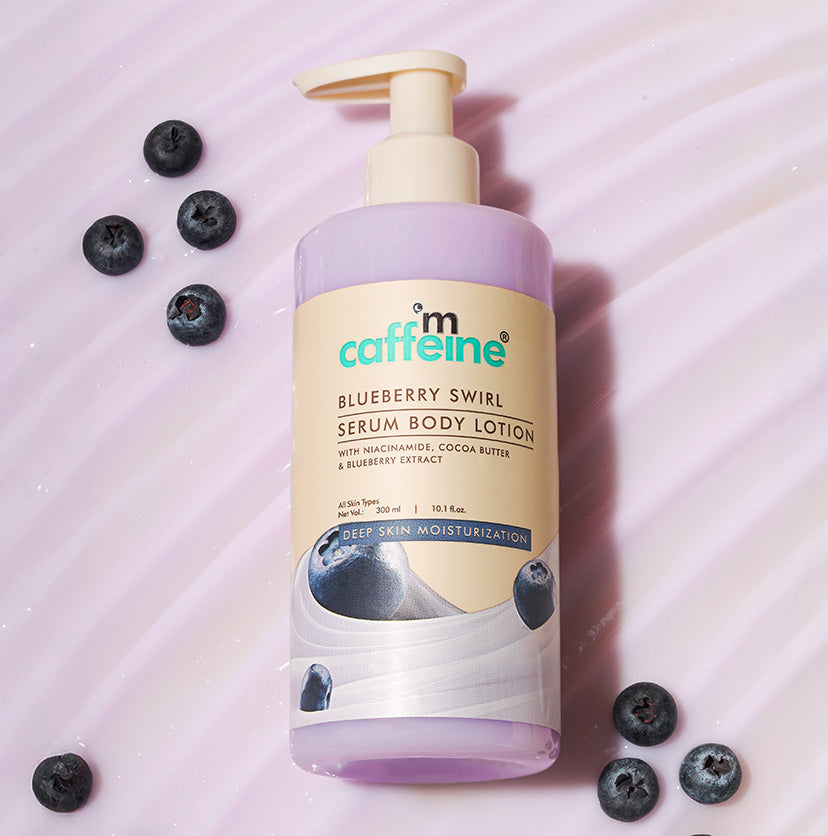 'm
caffeine®
BLUEBERRY SWIRL
SERUM BODY LOTION
WITH NIACINAMIDE, COCOA BUTTER
& BLUEBERRY EXTRACT
All Skin Types
Net Vol.: 300 ml | 10.1 fl.oz.
DEEP SKIN MOISTURIZATION